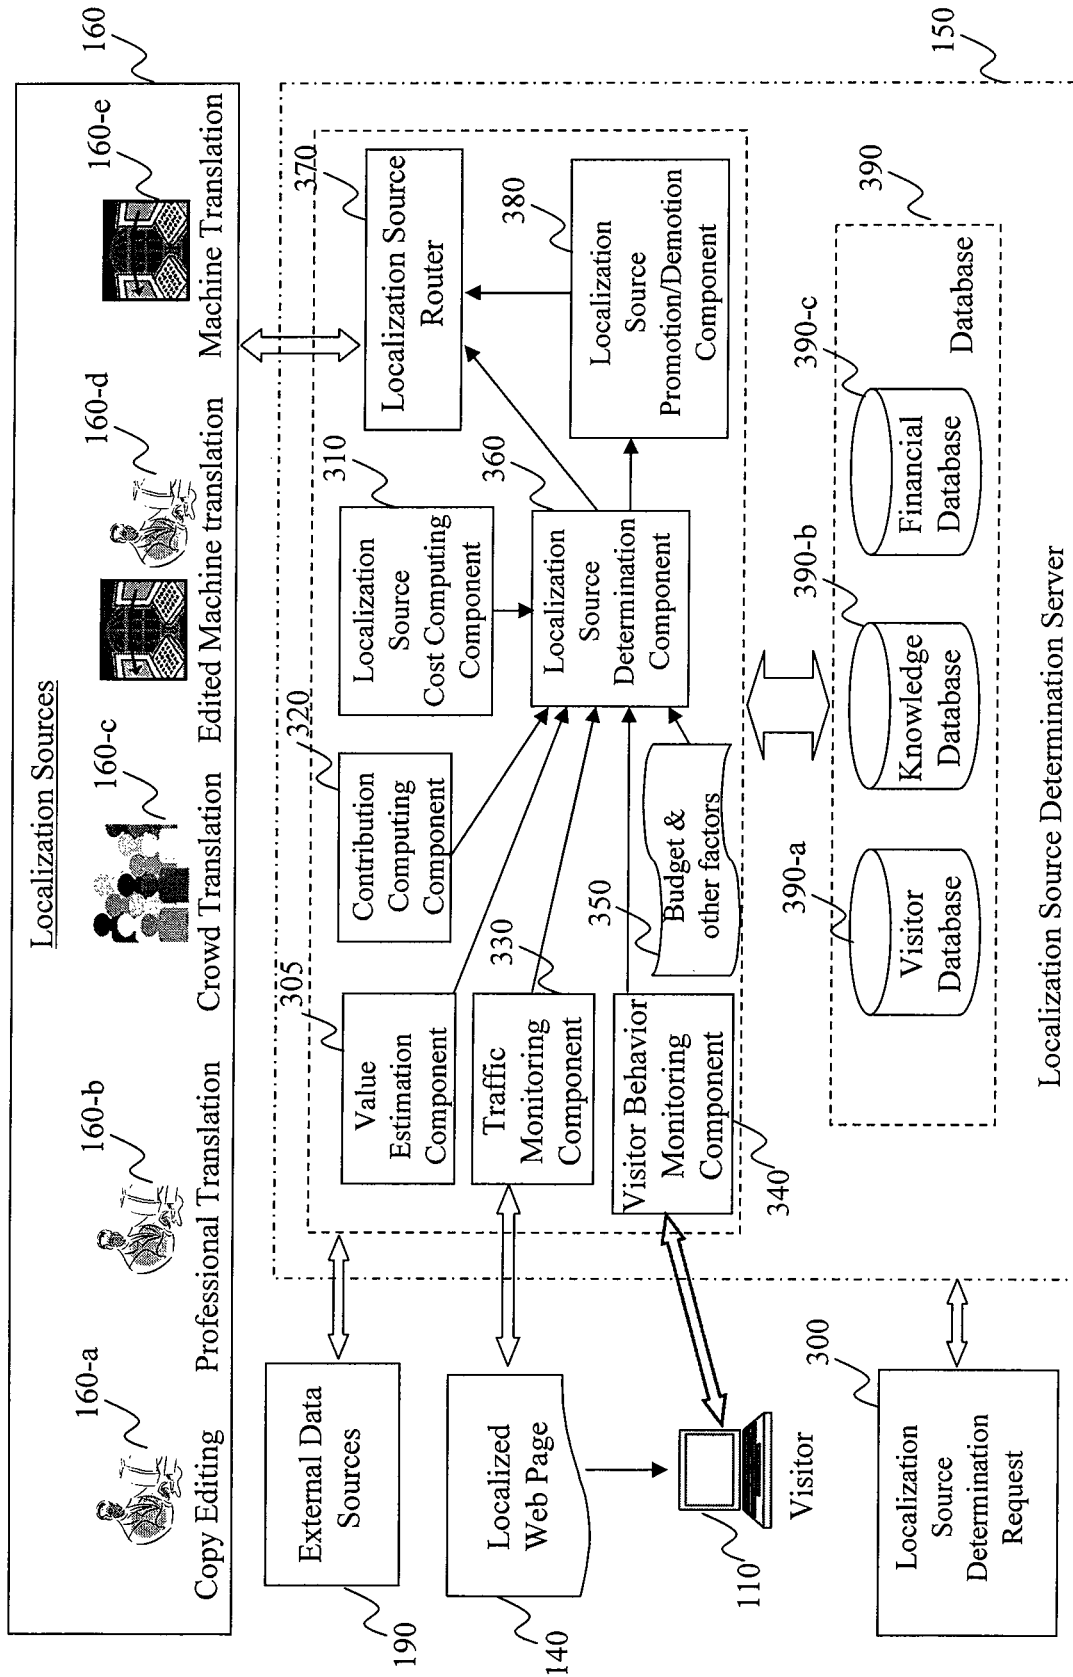 Localization Sources
160
160-a
160-b
160-c
160-d
160-e
Copy Editing
Professional Translation
Crowd Translation
Edited Machine translation
Machine Translation
External Data
Sources
190
Localized
Web Page
140
Visitor
110
Localization
Source
Determination
Request
300
305
Value
Estimation
Component
320
Contribution
Computing
Component
310
Localization
Source
Cost Computing
Component
370
Localization Source
Router
330
Traffic
Monitoring
Component
360
Localization
Source
Determination
Component
380
Localization
Source
Promotion/Demotion
Component
Visitor Behavior
Monitoring
Component
340
350
Budget &
other factors
390
390-a
Visitor
Database
390-b
Knowledge
Database
390-c
Financial
Database
Database
Localization Source Determination Server
150